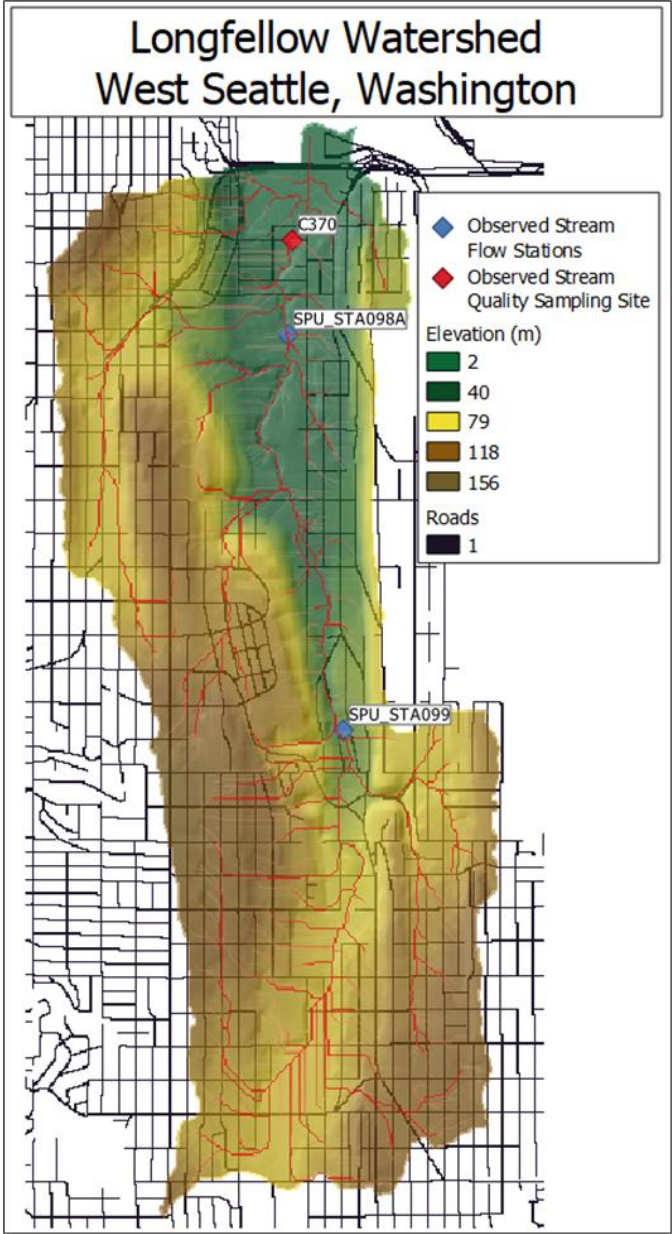 Longfellow Watershed
West Seattle, Washington
C370
SPU_STA098A
SPU_STA099
Observed Stream
Flow Stations
Observed Stream
Quality Sampling Site
Elevation (m)
2
40
79
118
156
Roads
1